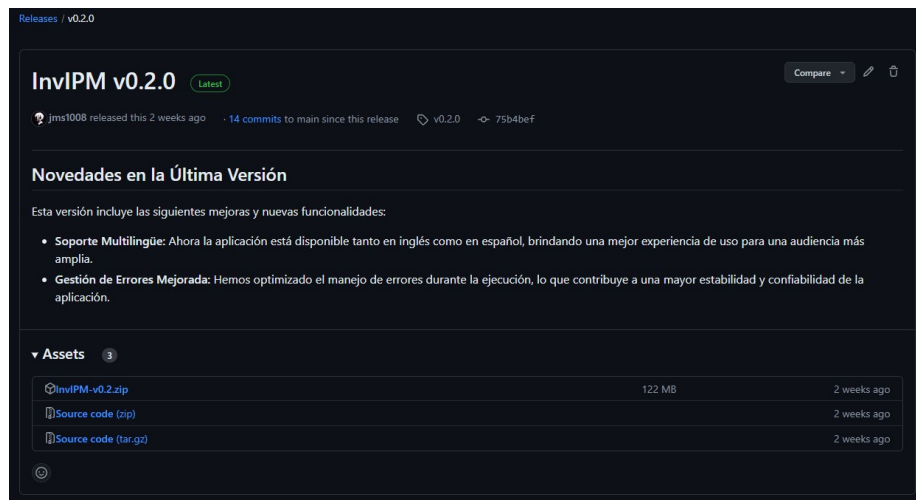 Releases / v0.2.0
InvIPM v0.2.0 Latest
Compare
jms1008 released this 2 weeks ago · 14 commits to main since this release v0.2.0 75b4bef
Novedades en la Última Versión
Esta versión incluye las siguientes mejoras y nuevas funcionalidades:
• Soporte Multilingüe: Ahora la aplicación está disponible tanto en inglés como en español, brindando una mejor experiencia de uso para una audiencia más
amplia.
• Gestión de Errores Mejorada: Hemos optimizado el manejo de errores durante la ejecución, lo que contribuye a una mayor estabilidad y confiabilidad de la
aplicación.
Assets 3
InvIPM-v0.2.zip 122 MB 2 weeks ago
Source code (zip) 2 weeks ago
Source code (tar.gz) 2 weeks ago